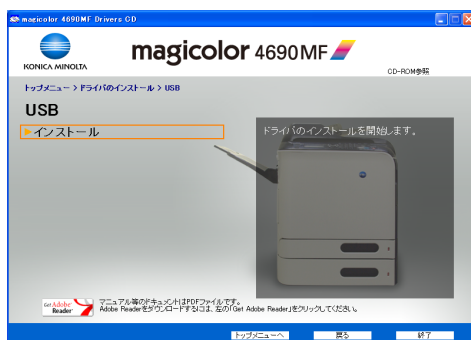 magicolor 4690MF Drivers CD
KONICA MINOLTA
magicolor 4690MF
CD-ROM参照
トップメニュー > ドライバのインストール > USB
USB
インストール
ドライバのインストールを開始します。
Get Adobe Reader
マニュアル等のドキュメントはPDFファイルです。
Adobe Readerをダウンロードするには、左の「Get Adobe Reader」をクリックしてください。
トップメニューへ 戻る 終了